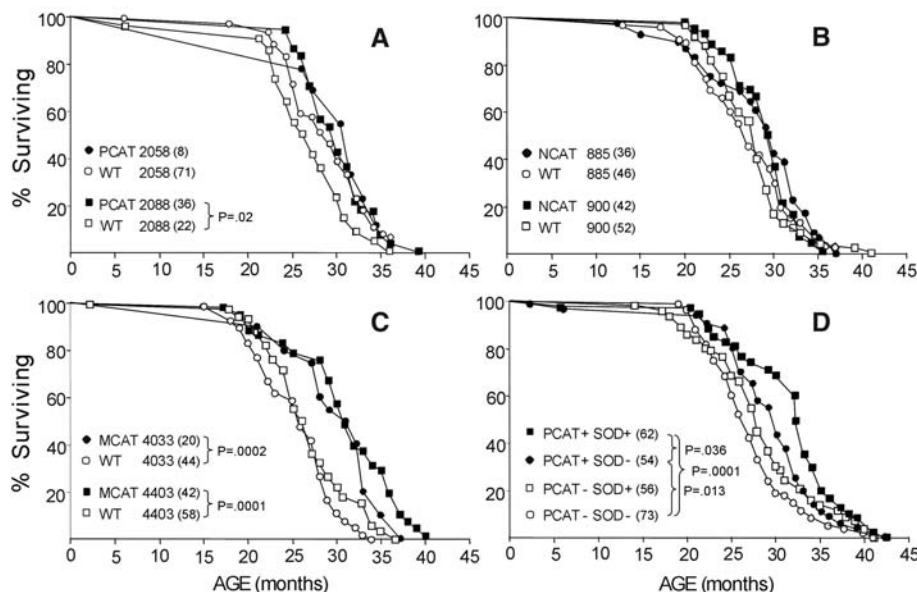 % Surviving
100
80
60
40
20
A
PCAT 2058 (8)
WT 2058 (71)
PCAT 2088 (36)
WT 2088 (22)
P=.02
0 5 10 15 20 25 30 35 40 45
100
80
60
40
20
B
NCAT 885 (36)
WT 885 (46)
NCAT 900 (42)
WT 900 (52)
0 5 10 15 20 25 30 35 40 45
% Surviving
100
80
60
40
20
C
MCAT 4033 (20)
WT 4033 (44)
P=.0002
MCAT 4403 (42)
WT 4403 (58)
P=.0001
0 5 10 15 20 25 30 35 40 45
AGE (months)
100
80
60
40
20
D
PCAT+ SOD+ (62)
PCAT+ SOD- (54)
PCAT- SOD+ (56)
PCAT- SOD- (73)
P=.036
P=.0001
P=.013
0 5 10 15 20 25 30 35 40 45
AGE (months)